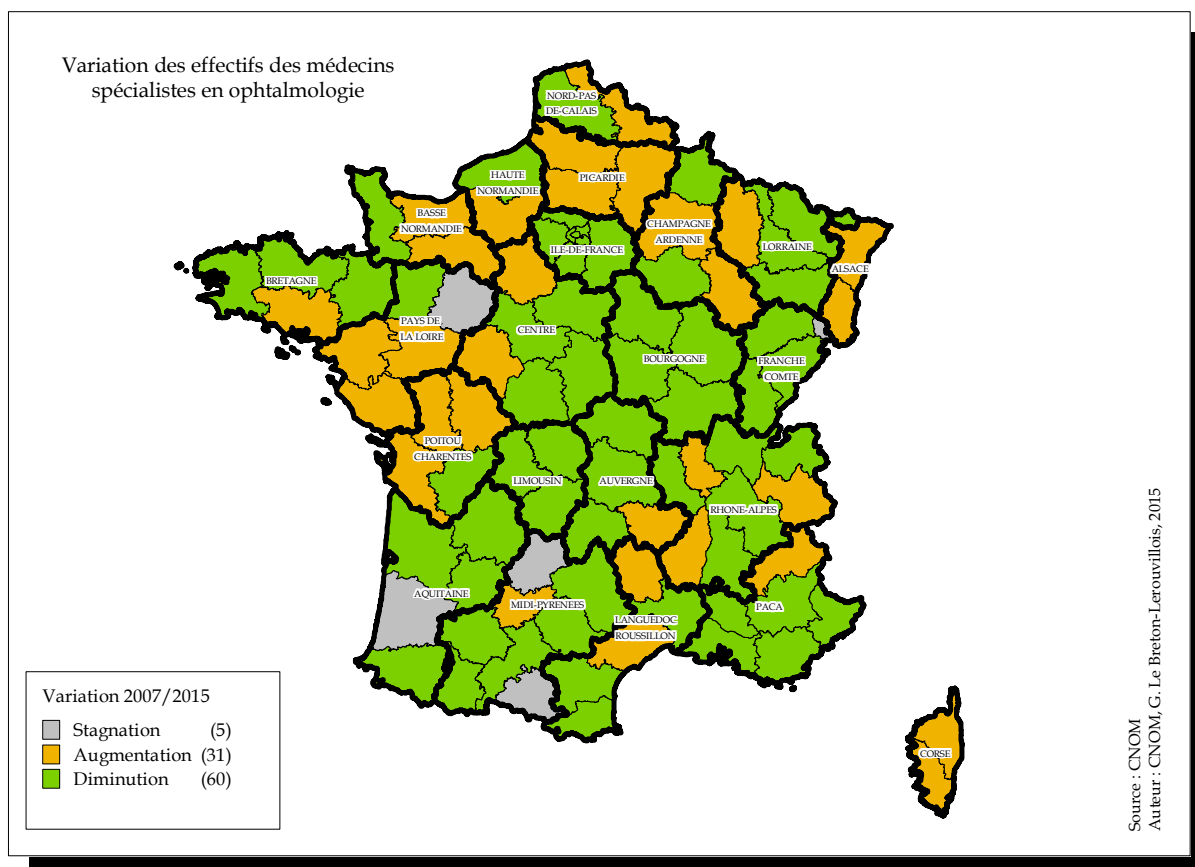 Variation des effectifs des médecins
spécialistes en ophtalmologie
NORD-PAS
DE-CALAIS
HAUTE
NORMANDIE
PICARDIE
BASSE
NORMANDIE
CHAMPAGNE
ARDENNE
ILE-DE-FRANCE
LORRAINE
ALSACE
BRETAGNE
PAYS DE
LA LOIRE
CENTRE
BOURGOGNE
FRANCHE
COMTE
POITOU
CHARENTES
LIMOUSIN
AUVERGNE
RHONE-ALPES
AQUITAINE
MIDI-PYRENEES
LANGUEDOC
ROUSSILLON
PACA
CORSE
Variation 2007/2015
Stagnation (5)
Augmentation (31)
Diminution (60)
Source : CNOM
Auteur : CNOM, G. Le Breton-Lerouvillois, 2015